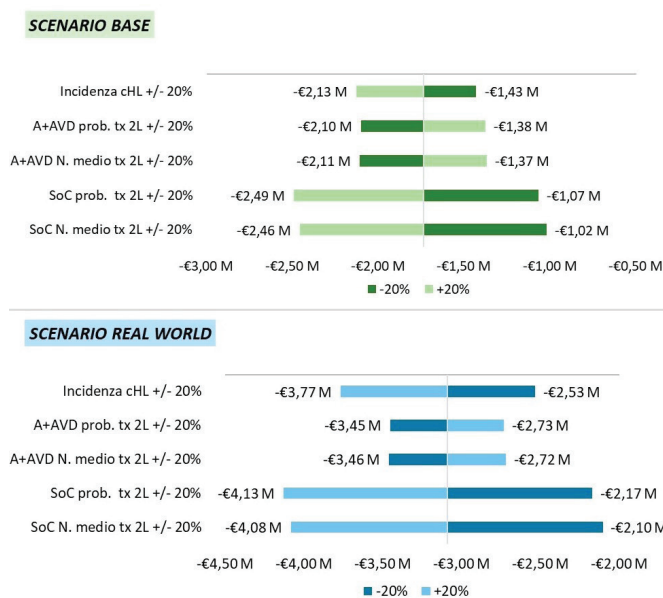 SCENARIO BASE
Incidenza cHL +/- 20% -€2,13 M -€1,43 M
A+AVD prob. tx 2L +/- 20% -€2,10 M -€1,38 M
A+AVD N. medio tx 2L +/- 20% -€2,11 M -€1,37 M
SoC prob. tx 2L +/- 20% -€2,49 M -€1,07 M
SoC N. medio tx 2L +/- 20% -€2,46 M -€1,02 M
-€3,00 M -€2,50 M -€2,00 M -€1,50 M -€1,00 M -€0,50 M
-20% +20%
SCENARIO REAL WORLD
Incidenza cHL +/- 20% -€3,77 M -€2,53 M
A+AVD prob. tx 2L +/- 20% -€3,45 M -€2,73 M
A+AVD N. medio tx 2L +/- 20% -€3,46 M -€2,72 M
SoC prob. tx 2L +/- 20% -€4,13 M -€2,17 M
SoC N. medio tx 2L +/- 20% -€4,08 M -€2,10 M
-€4,50 M -€4,00 M -€3,50 M -€3,00 M -€2,50 M -€2,00 M
-20% +20%